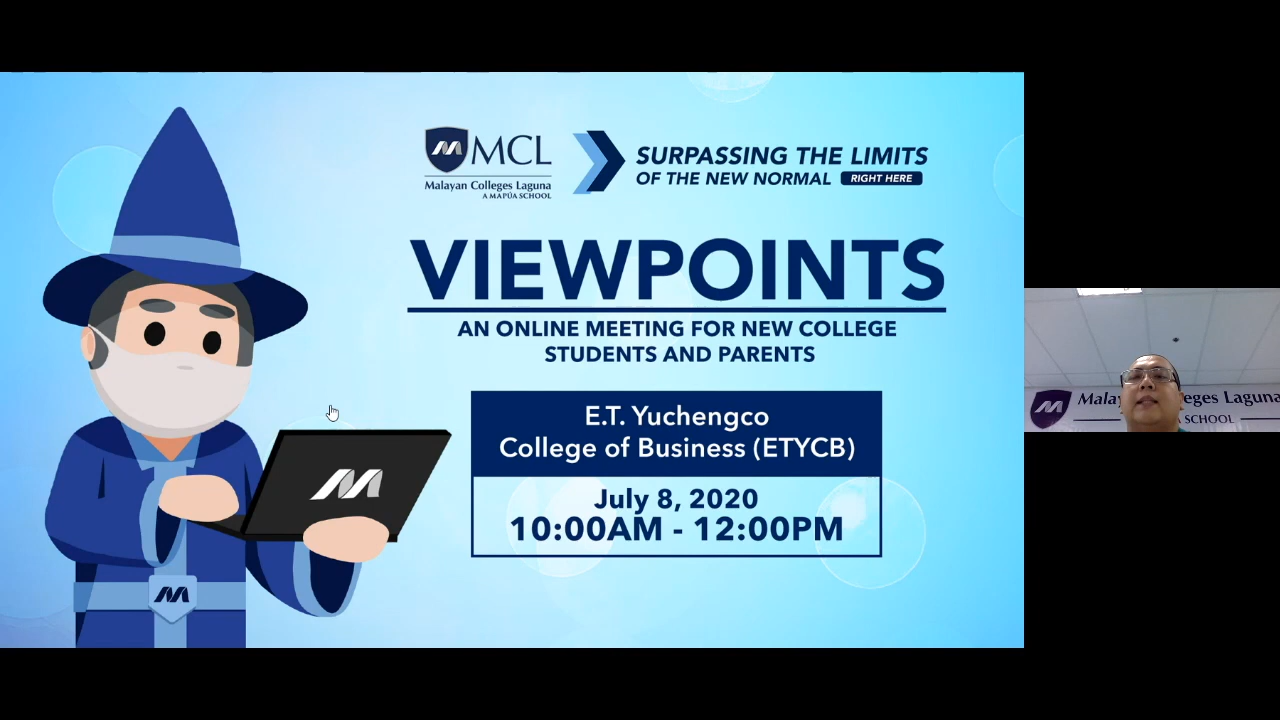 MCL
Malayan Colleges Laguna
A MAPÚA SCHOOL
SURPASSING THE LIMITS
OF THE NEW NORMAL RIGHT HERE
VIEWPOINTS
AN ONLINE MEETING FOR NEW COLLEGE
STUDENTS AND PARENTS
E.T. Yuchengco
College of Business (ETYCB)
July 8, 2020
10:00AM - 12:00PM
Laguna
SCHOOL